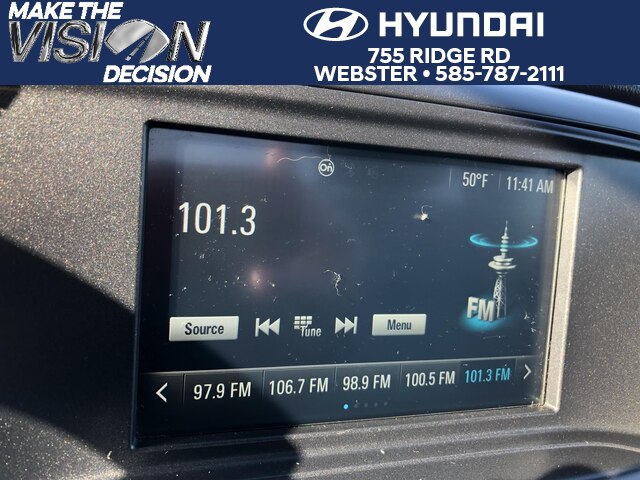 MAKE THE
VISION
DECISION
HYUNDAI
755 RIDGE RD
WEBSTER • 585-787-2111
On
50°F
11:41 AM
101.3
FM
Source
Tune
Menu
97.9 FM
106.7 FM
98.9 FM
100.5 FM
101.3 FM